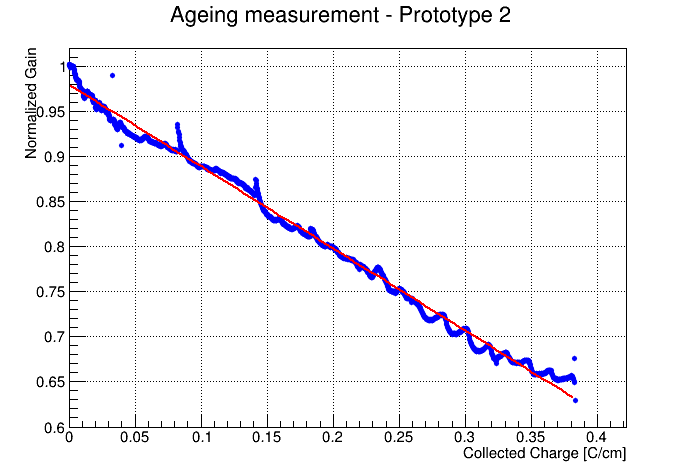 Ageing measurement - Prototype 2
Normalized Gain
1
0.95
0.9
0.85
0.8
0.75
0.7
0.65
0.6
0 0.05 0.1 0.15 0.2 0.25 0.3 0.35 0.4
Collected Charge [C/cm]